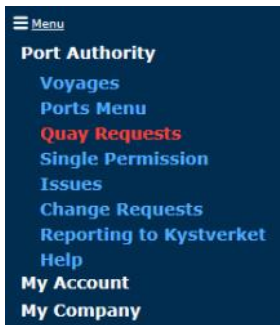 Menu
Port Authority
Voyages
Ports Menu
Quay Requests
Single Permission
Issues
Change Requests
Reporting to Kystverket
Help
My Account
My Company